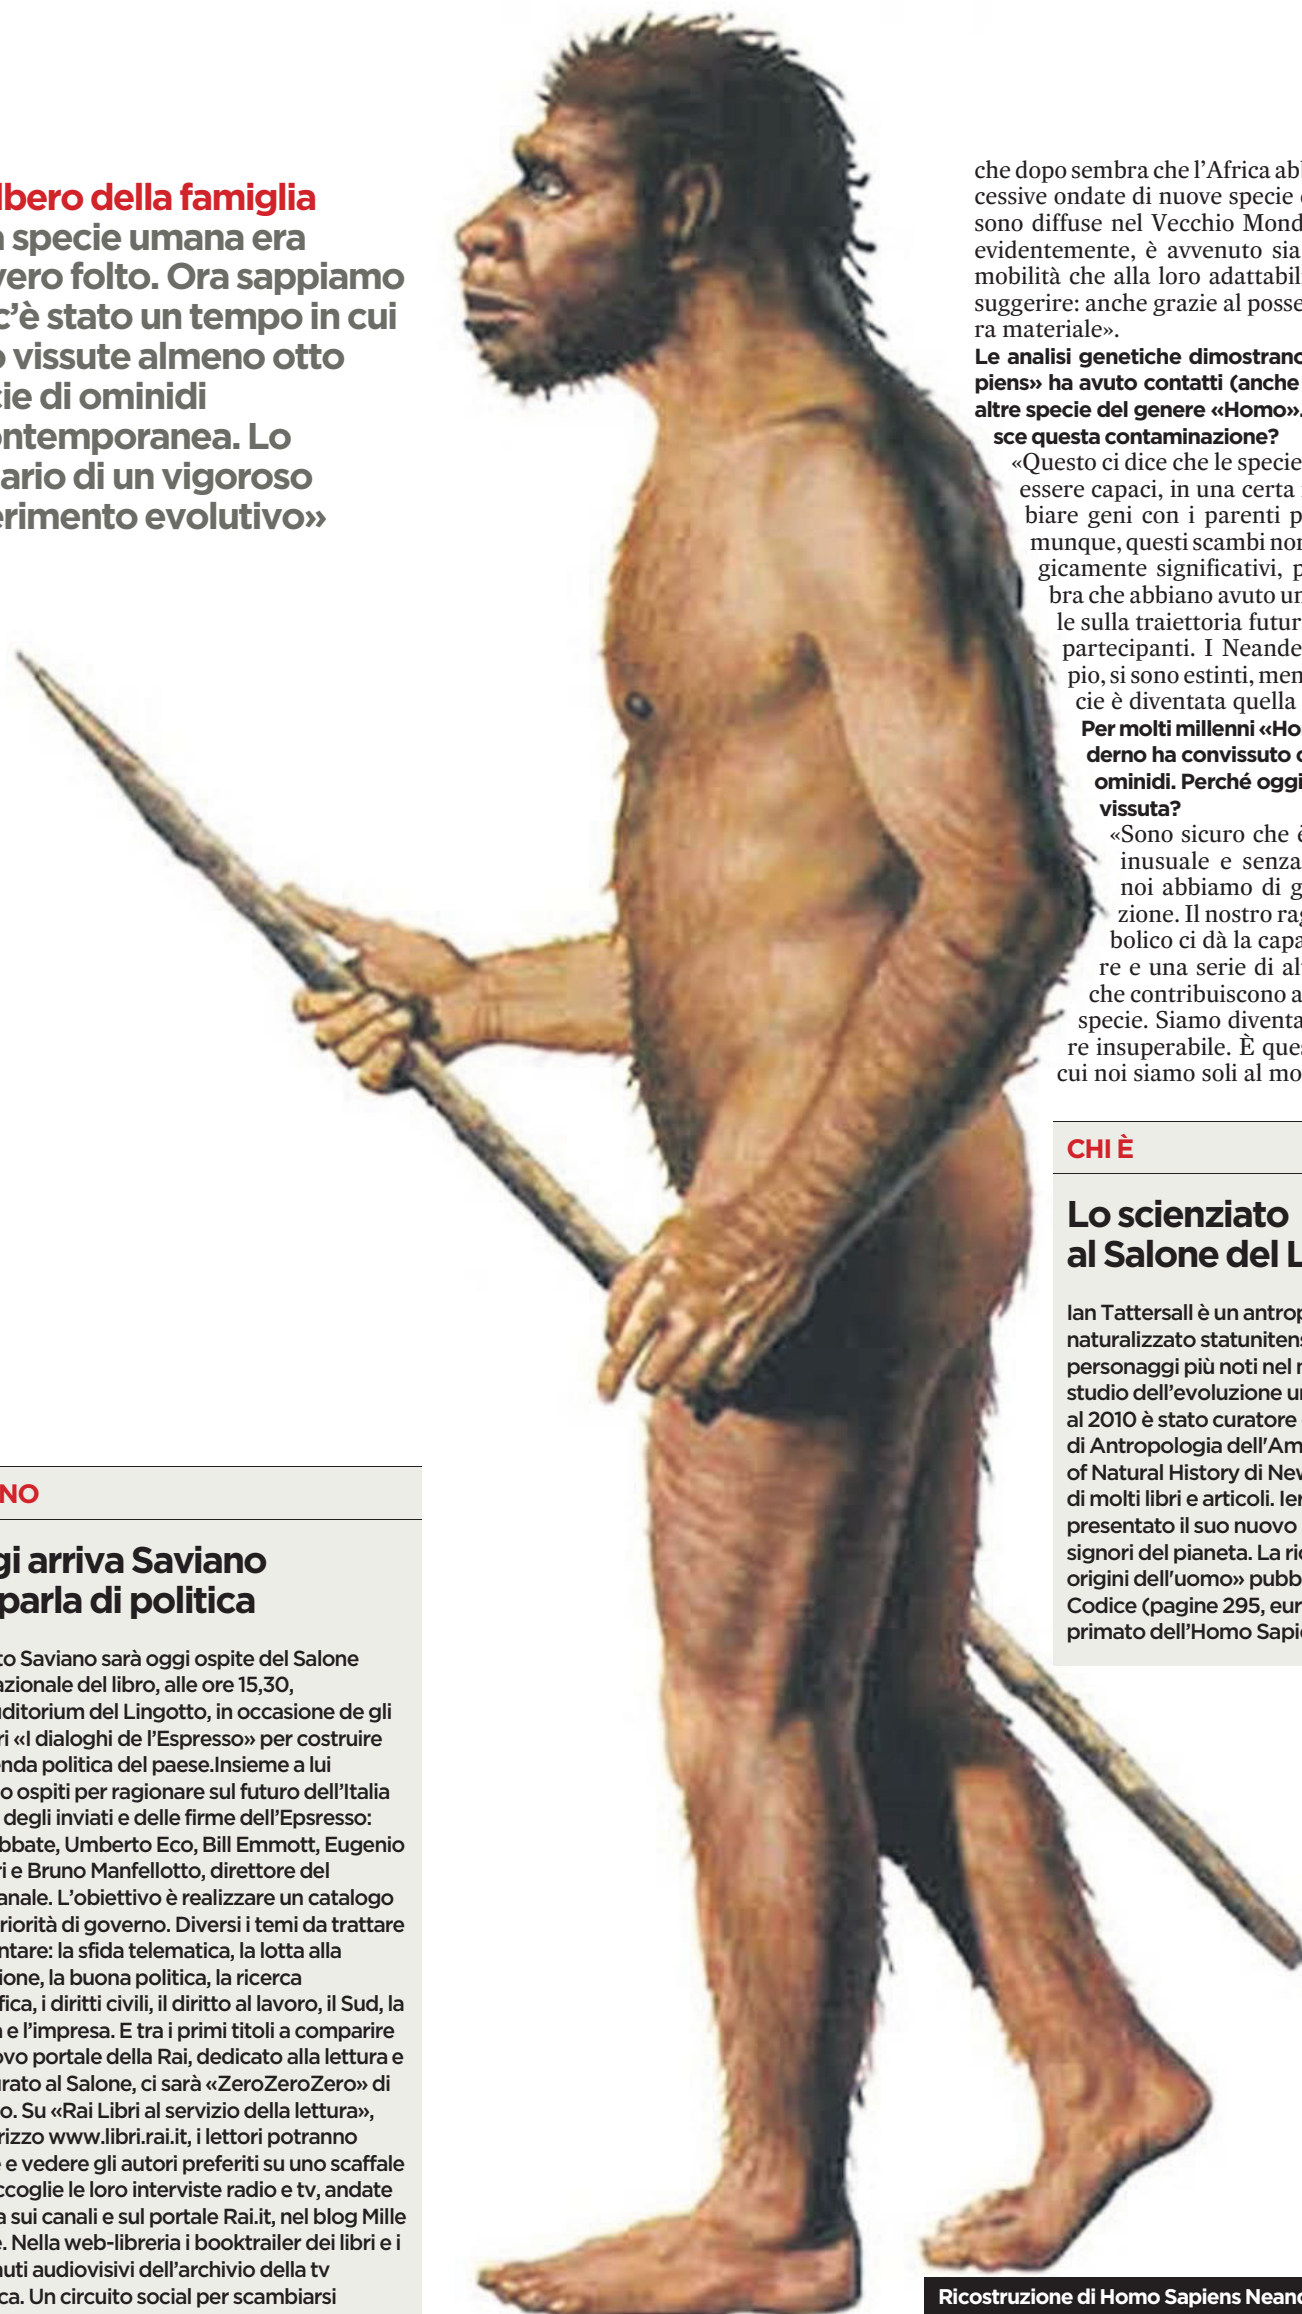 lbero della famiglia
specie umana era
vero folto. Ora sappiamo
c’è stato un tempo in cui
vissute almeno otto
cie di ominidi
ontemporanea. Lo
ario di un vigoroso
erimento evolutivo»
che dopo sembra che l’Africa ab
cessive ondate di nuove specie
sono diffuse nel Vecchio Mond
evidentemente, è avvenuto sia
mobilità che alla loro adattabil
suggerire: anche grazie al posse
ra materiale».
Le analisi genetiche dimostrano
piens» ha avuto contatti (anche
altre specie del genere «Homo».
sce questa contaminazione?
«Questo ci dice che le specie
essere capaci, in una certa
biare geni con i parenti p
munque, questi scambi non
gicamente significativi, p
bra che abbiano avuto un
le sulla traiettoria futur
partecipanti. I Neande
pio, si sono estinti, men
cie è diventata quella
Per molti millenni «Ho
derno ha convissuto
ominidi. Perché oggi
vissuta?
«Sono sicuro che è
inusuale e senza
noi abbiamo di g
zione. Il nostro rag
bolico ci dà la capa
re e una serie di al
che contribuiscono a
specie. Siamo diventa
re insuperabile. È ques
cui noi siamo soli al mo
CHI È
Lo scienziato
al Salone del L
Ian Tattersall è un antrop
naturalizzato statunitens
personaggi più noti nel
studio dell’evoluzione u
al 2010 è stato curatore
di Antropologia dell'Am
of Natural History di New
di molti libri e articoli. Ier
presentato il suo nuovo
signori del pianeta. La ric
origini dell'uomo» pubb
Codice (pagine 295, eur
primato dell’Homo Sapie
NO
gi arriva Saviano
parla di politica
to Saviano sarà oggi ospite del Salone
azionale del libro, alle ore 15,30,
uditorium del Lingotto, in occasione de gli
ri «I dialoghi de l’Espresso» per costruire
enda politica del paese.Insieme a lui
o ospiti per ragionare sul futuro dell’Italia
degli inviati e delle firme dell’Epsresso:
bbate, Umberto Eco, Bill Emmott, Eugenio
ri e Bruno Manfellotto, direttore del
anale. L’obiettivo è realizzare un catalogo
riorità di governo. Diversi i temi da trattare
ntare: la sfida telematica, la lotta alla
ione, la buona politica, la ricerca
fica, i diritti civili, il diritto al lavoro, il Sud, la
e l’impresa. E tra i primi titoli a comparire
ovo portale della Rai, dedicato alla lettura e
urato al Salone, ci sarà «ZeroZeroZero» di
o. Su «Rai Libri al servizio della lettura»,
rizzo www.libri.rai.it, i lettori potranno
e vedere gli autori preferiti su uno scaffale
ccoglie le loro interviste radio e tv, andate
a sui canali e sul portale Rai.it, nel blog Mille
e. Nella web-libreria i booktrailer dei libri e i
nuti audiovisivi dell’archivio della tv
ca. Un circuito social per scambiarsi
Ricostruzione di Homo Sapiens Neand